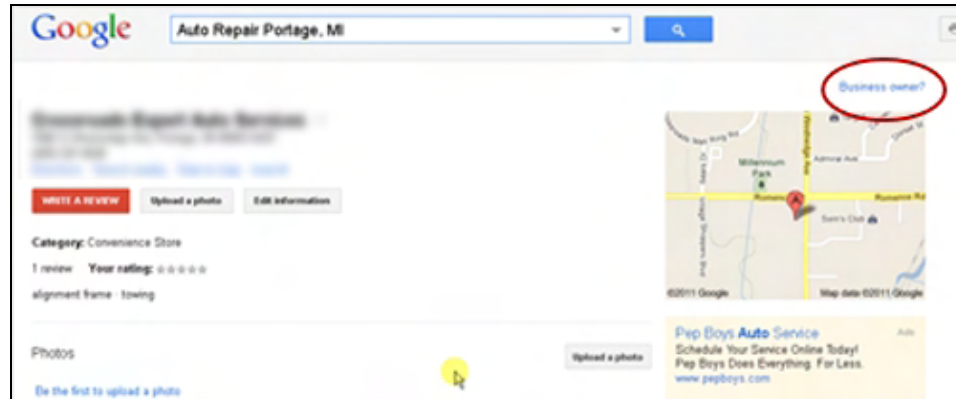 Google
Auto Repair Portage, MI
Business owner?
WRITE A REVIEW
Upload a photo
Edit information
Category: Convenience Store
1 review Your rating:
alignment frame · towing
Photos
Upload a photo
Be the first to upload a photo
Millennium
Park
Admiral Ave
Romence Rd
Sam's Club
©2011 Google
Map data ©2011 Google
Pep Boys Auto Service
Ads
Schedule Your Service Online Today!
Pep Boys Does Everything. For Less.
www.pepboys.com